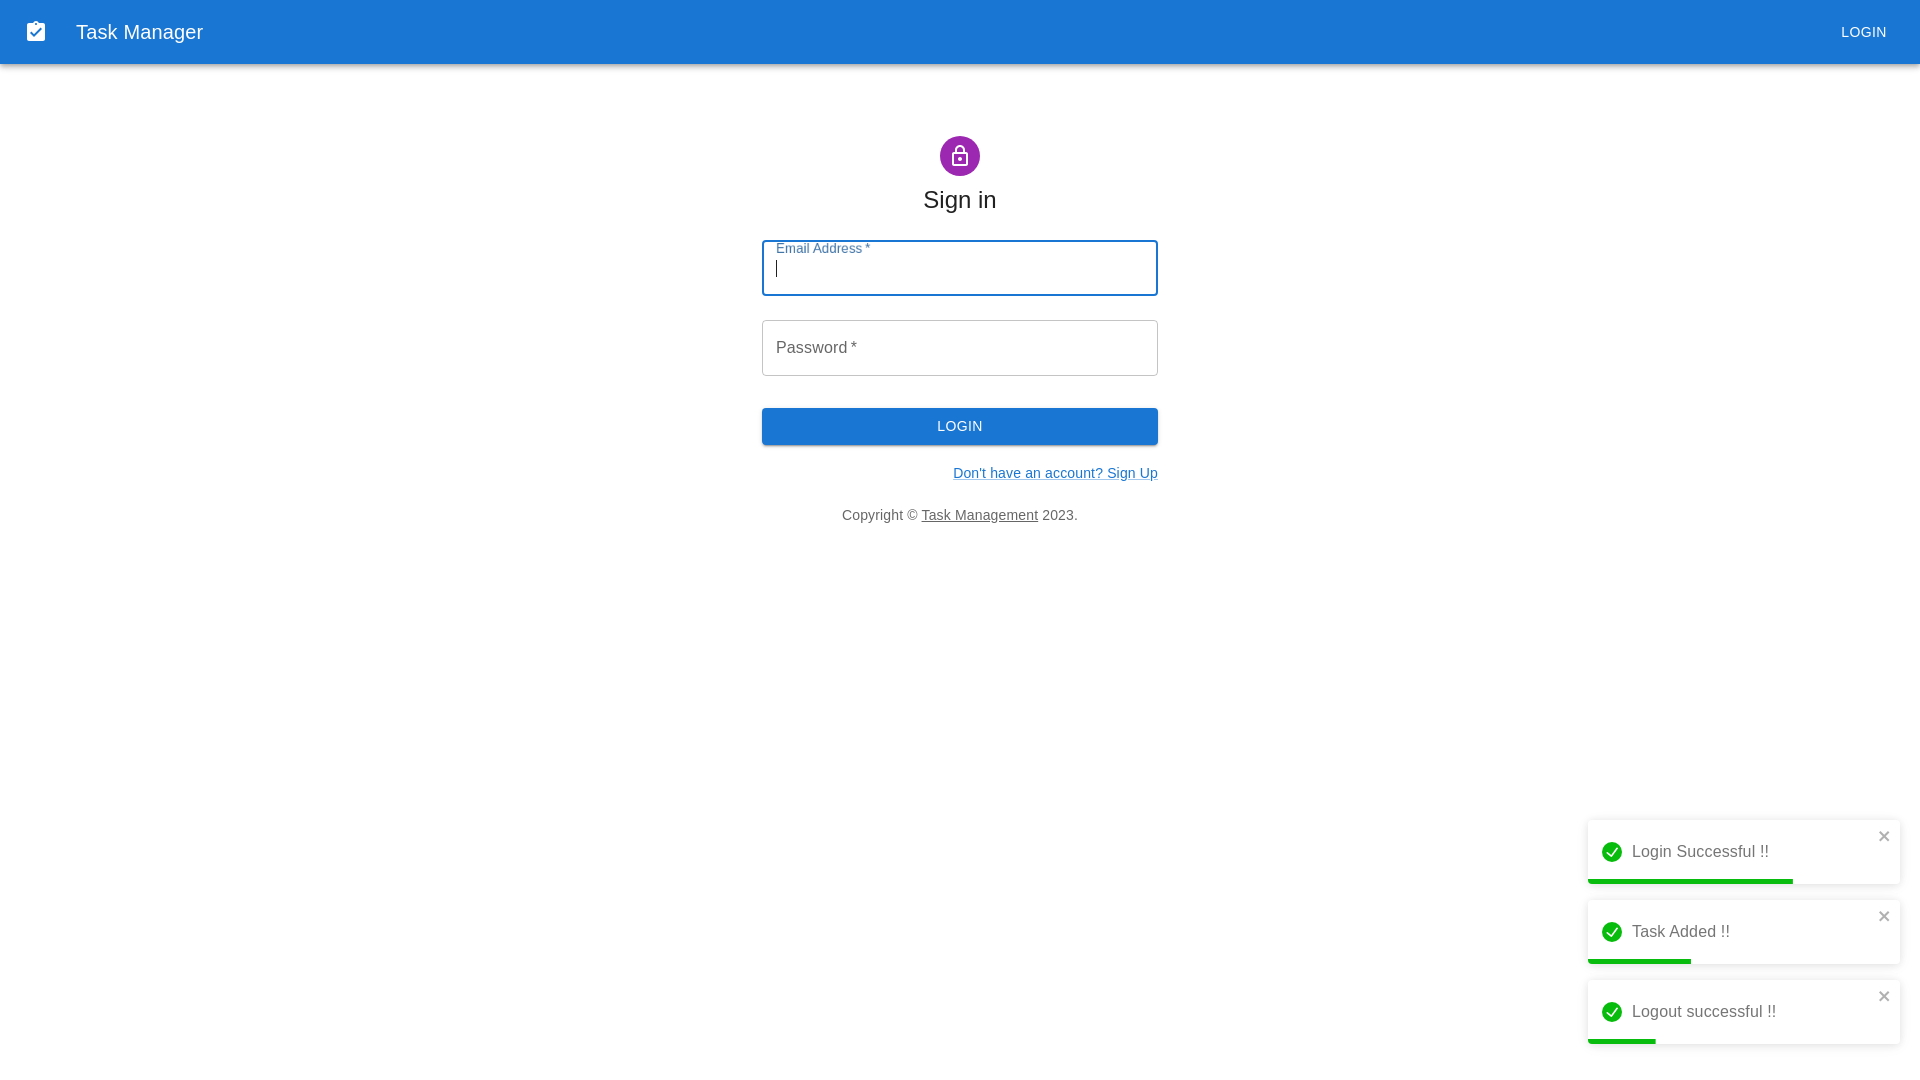 Task Manager
LOGIN
Sign in
Email Address *
Password *
LOGIN
Don't have an account? Sign Up
Copyright © Task Management 2023.
Login Successful !!
Task Added !!
Logout successful !!